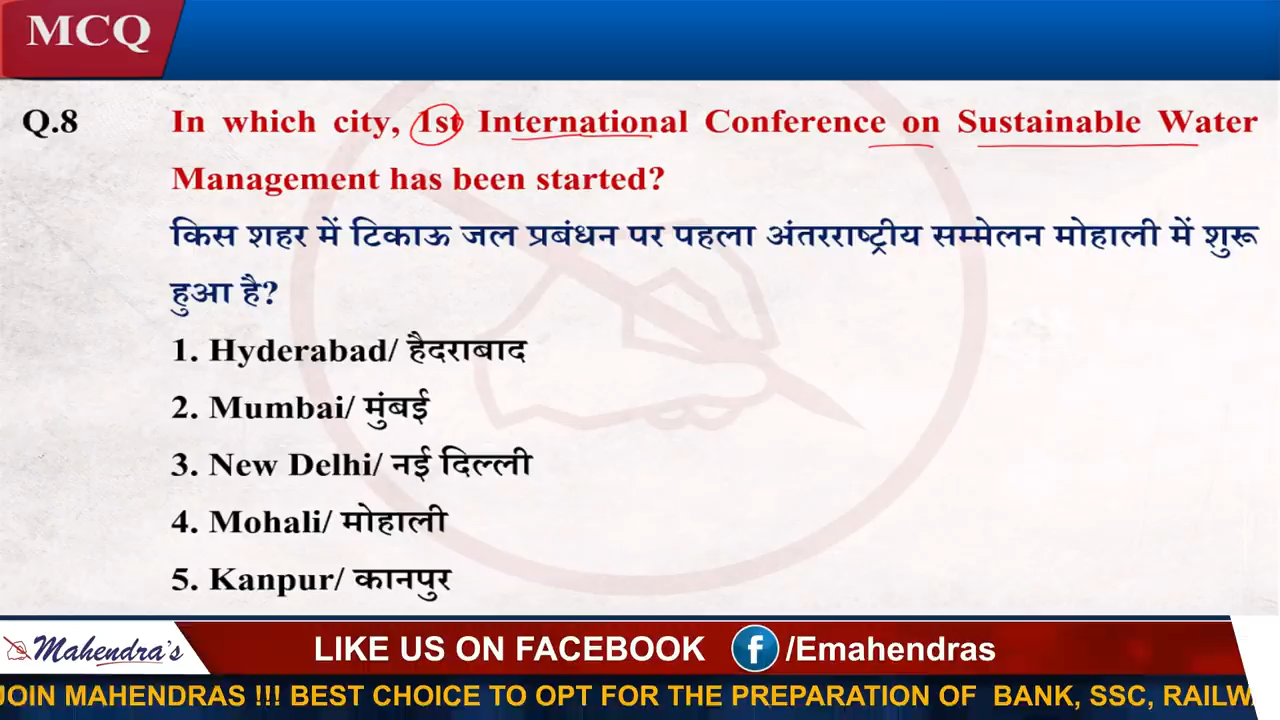 MCQ
Q.8 In which city, 1st International Conference on Sustainable Water
Management has been started?
किस शहर में टिकाऊ जल प्रबंधन पर पहला अंतरराष्ट्रीय सम्मेलन मोहाली में शुरू
हुआ है?
1. Hyderabad/ हैदराबाद
2. Mumbai/ मुंबई
3. New Delhi/ नई दिल्ली
4. Mohali/ मोहाली
5. Kanpur/ कानपुर
Mahendra's LIKE US ON FACEBOOK f /Emahendras
JOIN MAHENDRAS !!! BEST CHOICE TO OPT FOR THE PREPARATION OF BANK, SSC, RAILW